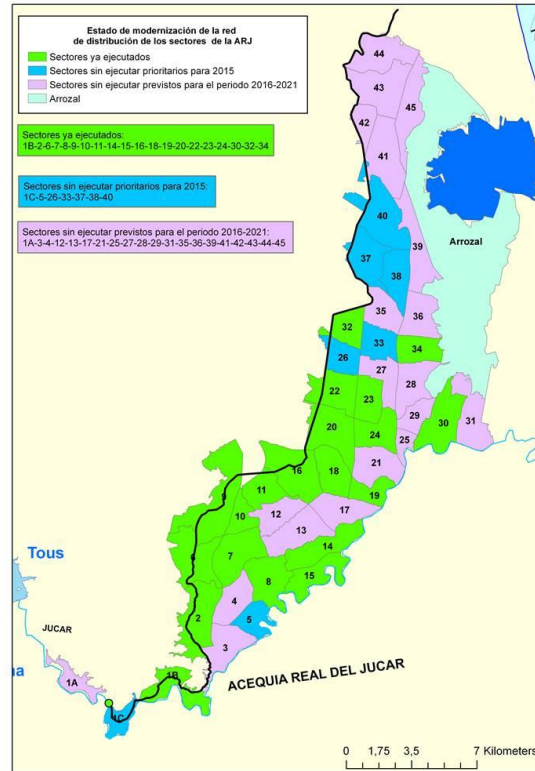 Estado de modernización de la red
de distribución de los sectores de la ARJ
Sectores ya ejecutados
Sectores sin ejecutar prioritarios para 2015
Sectores sin ejecutar previstos para el periodo 2016-2021
Arrozal
Sectores ya ejecutados:
1B-2-6-7-8-9-10-11-14-15-16-18-19-20-22-23-24-30-32-34
Sectores sin ejecutar prioritarios para 2015:
1C-5-26-33-37-38-40
Sectores sin ejecutar previstos para el periodo 2016-2021:
1A-3-4-12-13-17-21-25-27-28-29-31-35-36-39-41-42-43-44-45
44
43
45
42
41
40
39
Arrozal
37
38
35
36
32
33
34
26
27
28
22
23
29
30
31
20
24
25
16
18
21
11
19
9
10
12
17
13
14
6
7
8
15
4
2
5
3
Tous
JUCAR
na
1A
1B
1C
ACEQUIA REAL DEL JUCAR
0 1,75 3,5 7 Kilometers